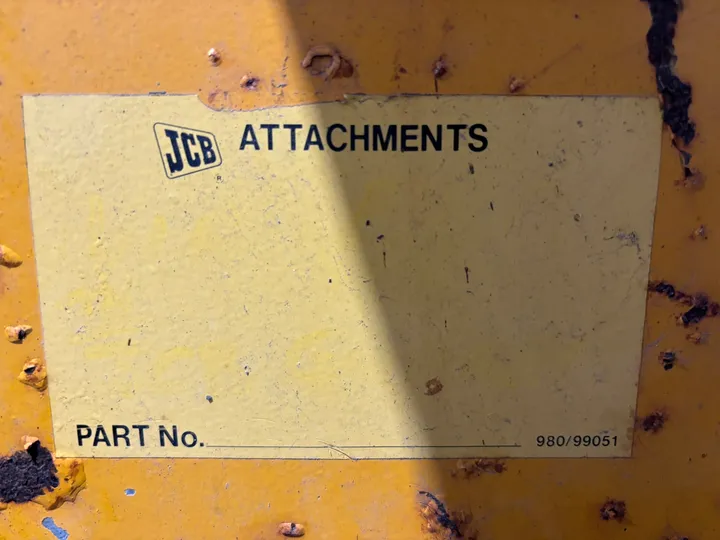 JCB ATTACHMENTS
PART No. 980/99051